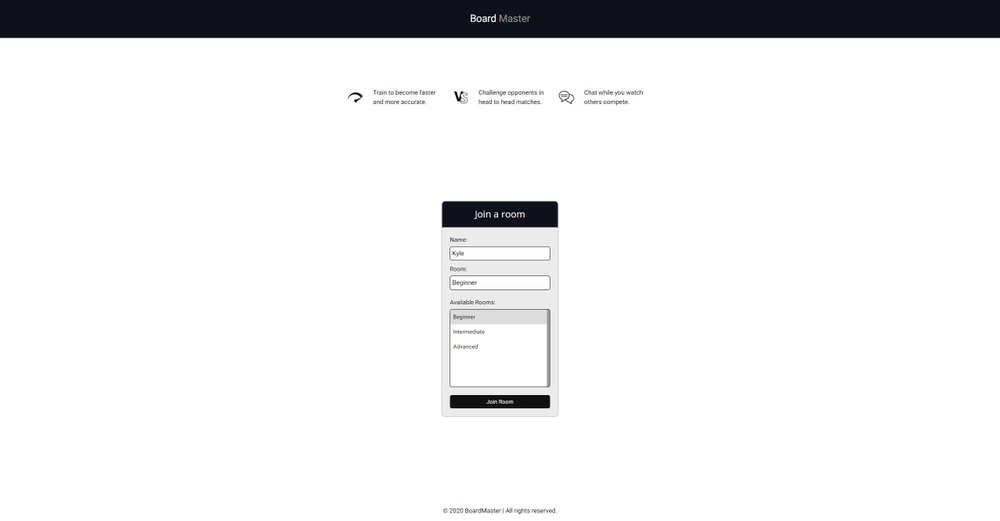 Board Master
Train to become faster
and more accurate.
VS
Challenge opponents in
head to head matches.
Chat while you watch
others compete.
Join a room
Name:
Kyle
Room:
Beginner
Available Rooms:
Beginner
Intermediate
Advanced
Join Room
© 2020 BoardMaster | All rights reserved.